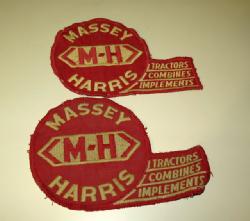 MASSEY
M-H
HARRIS
TRACTORS
COMBINES
IMPLEMENTS
MASSEY
M-H
HARRIS
TRACTORS
COMBINES
IMPLEMENTS